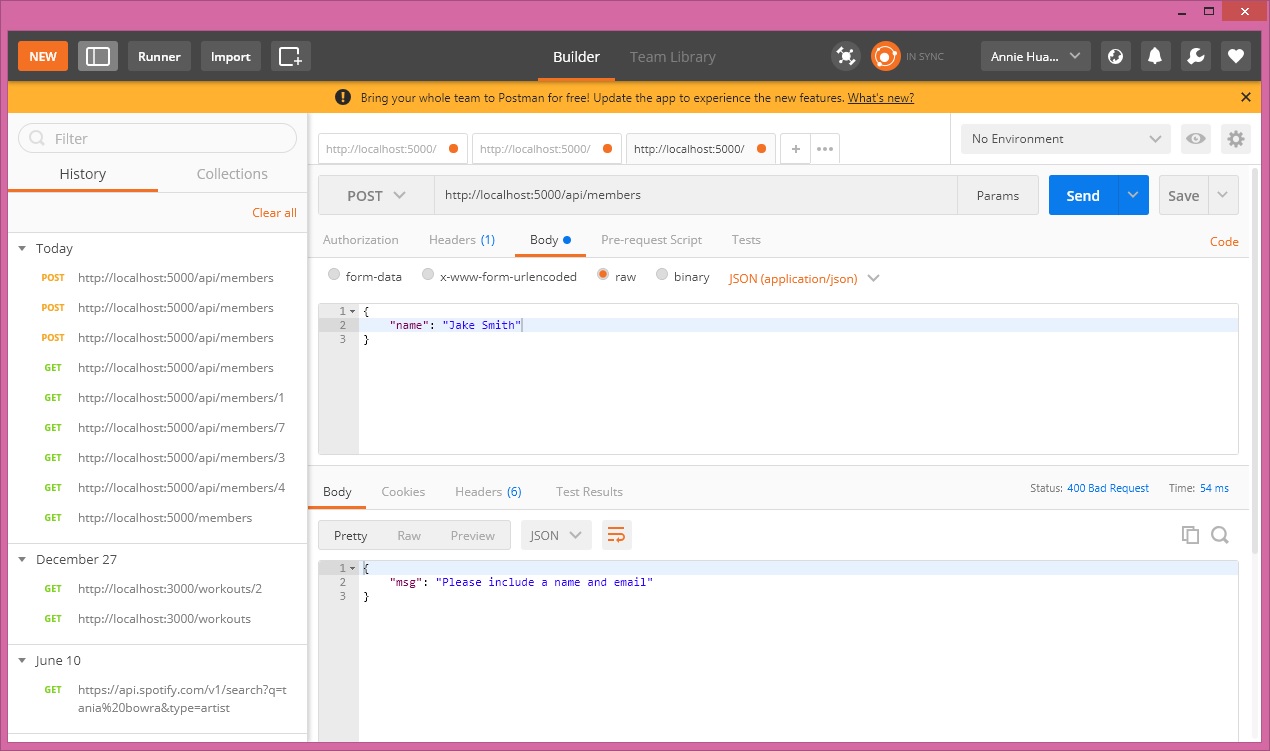 NEW Runner Import Builder Team Library IN SYNC Annie Hua...
Bring your whole team to Postman for free! Update the app to experience the new features. What's new?
Filter
History Collections
Clear all
Today
POST http://localhost:5000/api/members
POST http://localhost:5000/api/members
POST http://localhost:5000/api/members
GET http://localhost:5000/api/members
GET http://localhost:5000/api/members/1
GET http://localhost:5000/api/members/7
GET http://localhost:5000/api/members/3
GET http://localhost:5000/api/members/4
GET http://localhost:5000/members
December 27
GET http://localhost:3000/workouts/2
GET http://localhost:3000/workouts
June 10
GET https://api.spotify.com/v1/search?q=t
ania%20bowra&type=artist
http://localhost:5000/ http://localhost:5000/ http://localhost:5000/ + ••• No Environment
POST http://localhost:5000/api/members Params Send Save
Authorization Headers (1) Body Pre-request Script Tests Code
form-data x-www-form-urlencoded raw binary JSON (application/json)
1 {
2 "name": "Jake Smith"
3 }
Body Cookies Headers (6) Test Results Status: 400 Bad Request Time: 54 ms
Pretty Raw Preview JSON
1 {
2 "msg": "Please include a name and email"
3 }